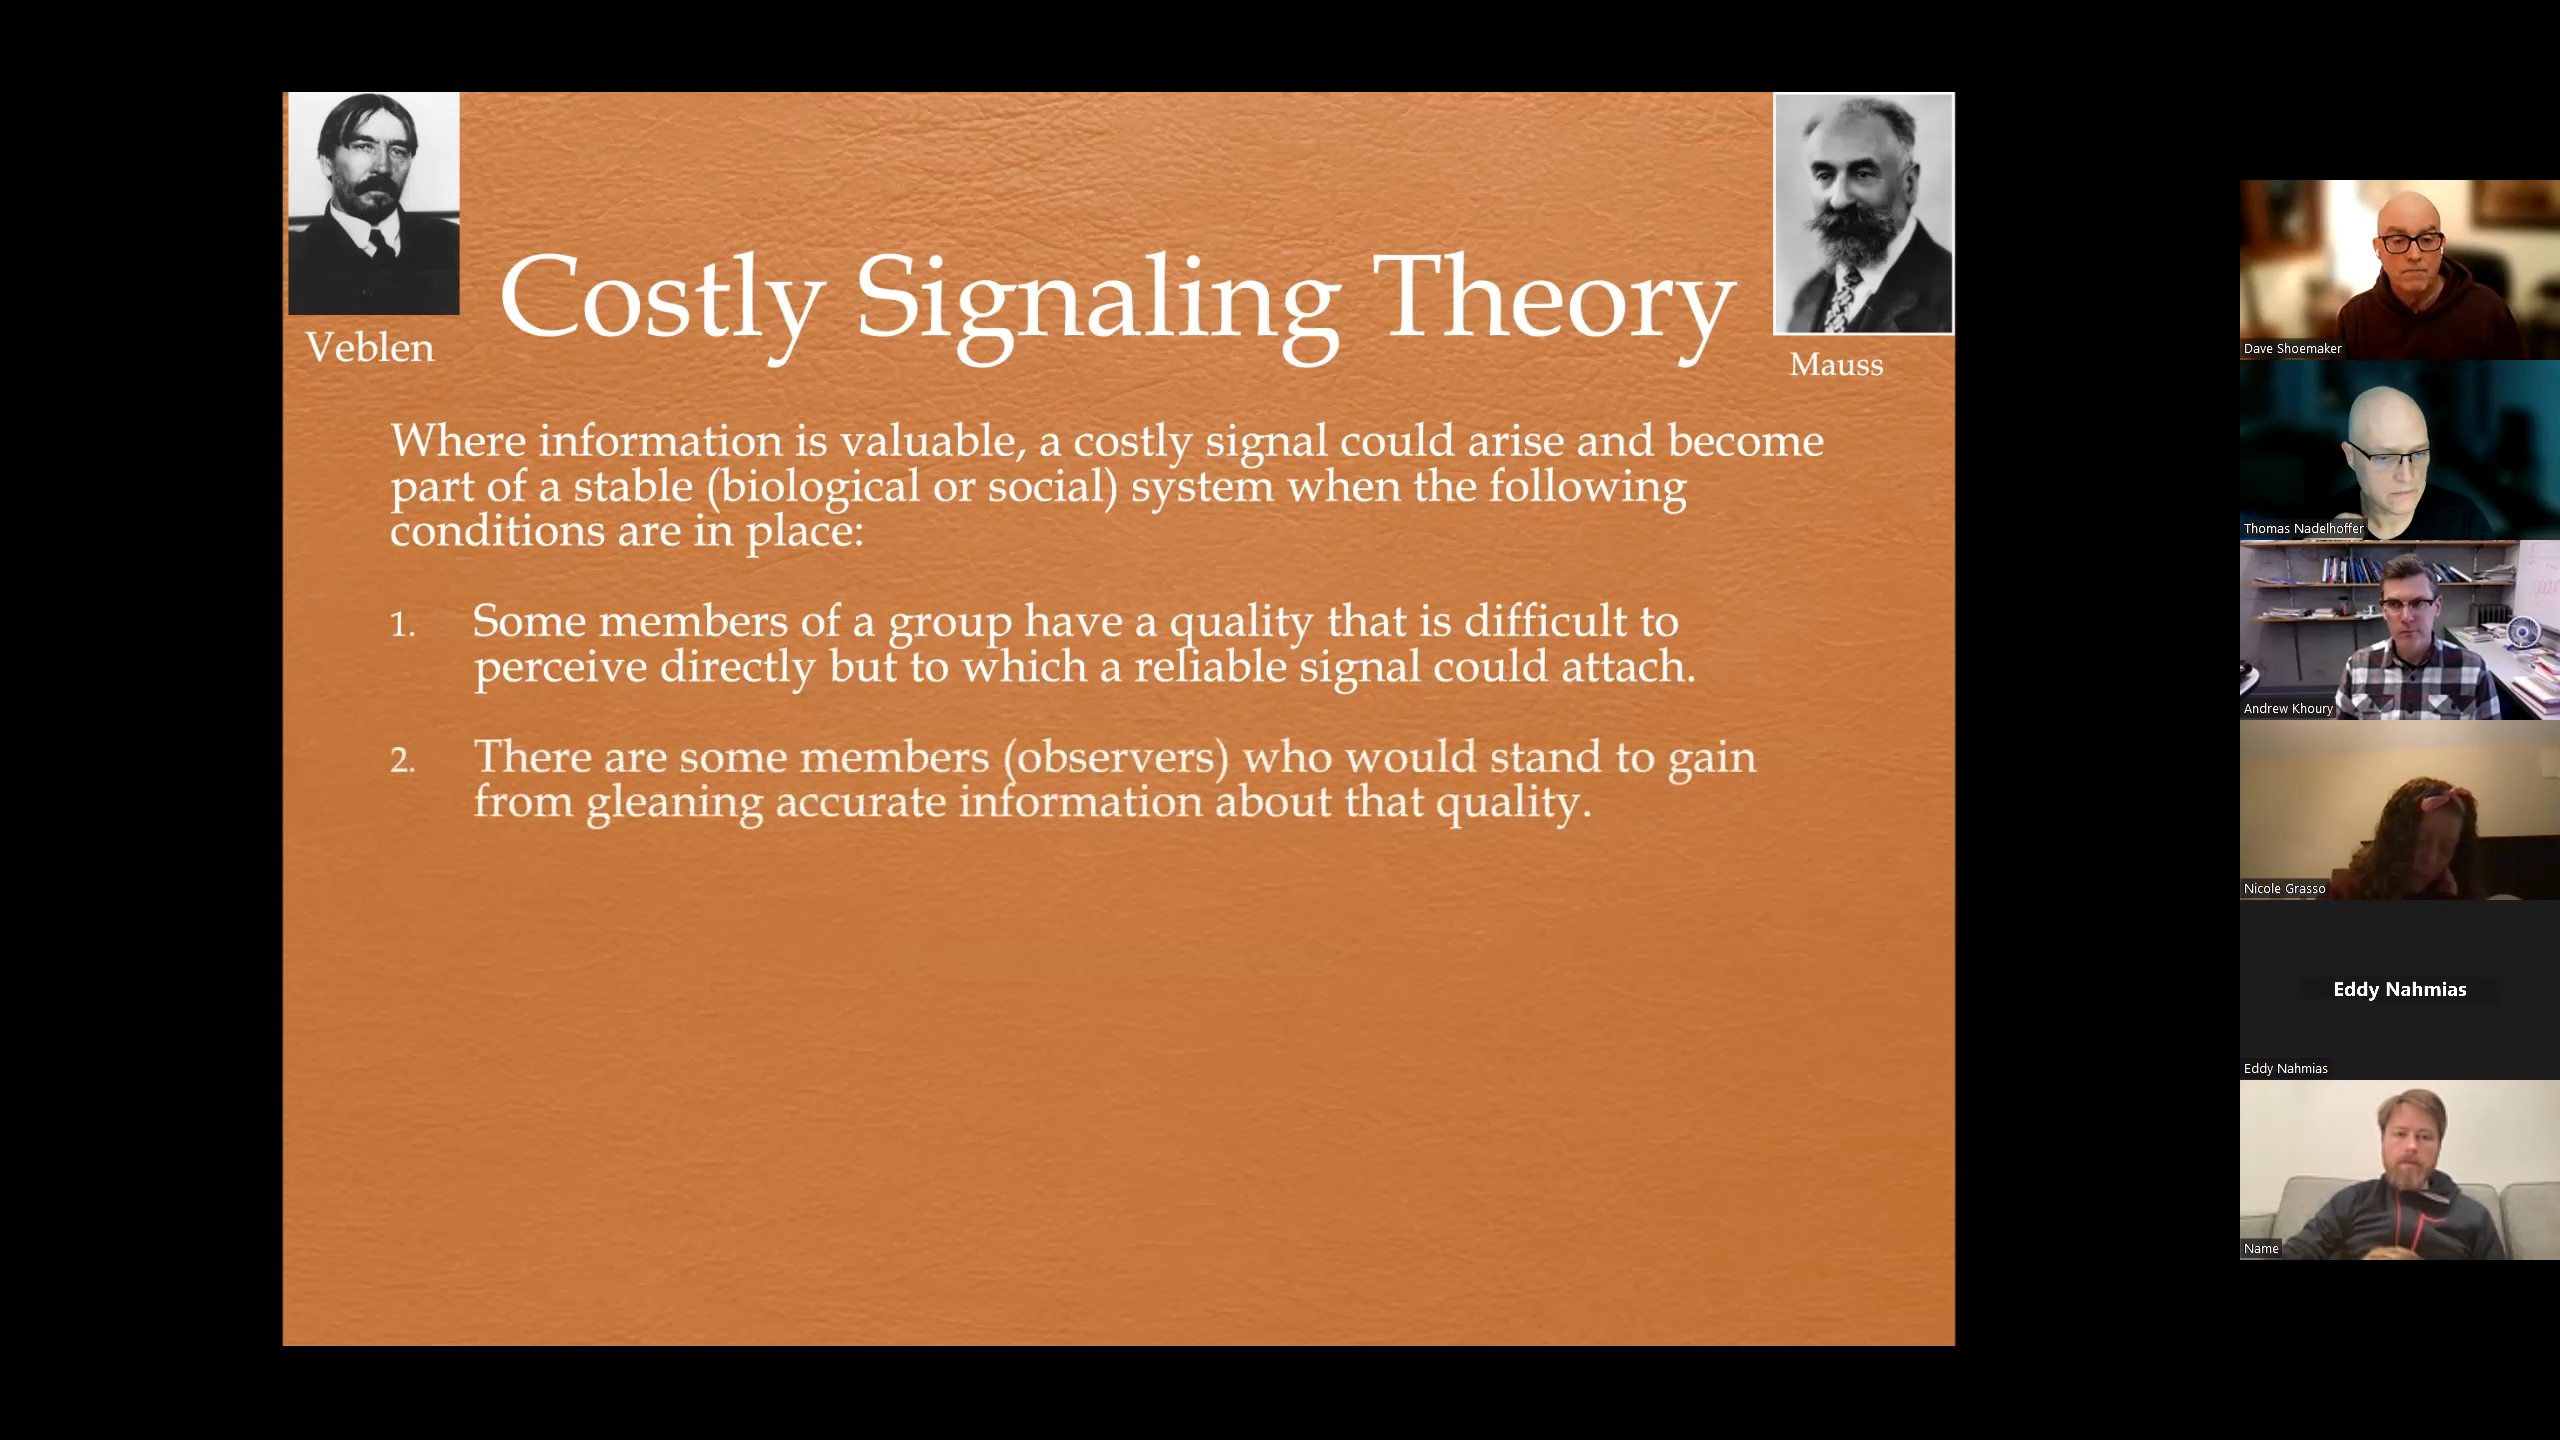 Costly Signaling Theory
Veblen
Mauss
Where information is valuable, a costly signal could arise and become
part of a stable (biological or social) system when the following
conditions are in place:
1. Some members of a group have a quality that is difficult to
perceive directly but to which a reliable signal could attach.
2. There are some members (observers) who would stand to gain
from gleaning accurate information about that quality.
Dave Shoemaker
Thomas Nadelhoffer
Andrew Khoury
Nicole Grasso
Eddy Nahmias
Eddy Nahmias
Name